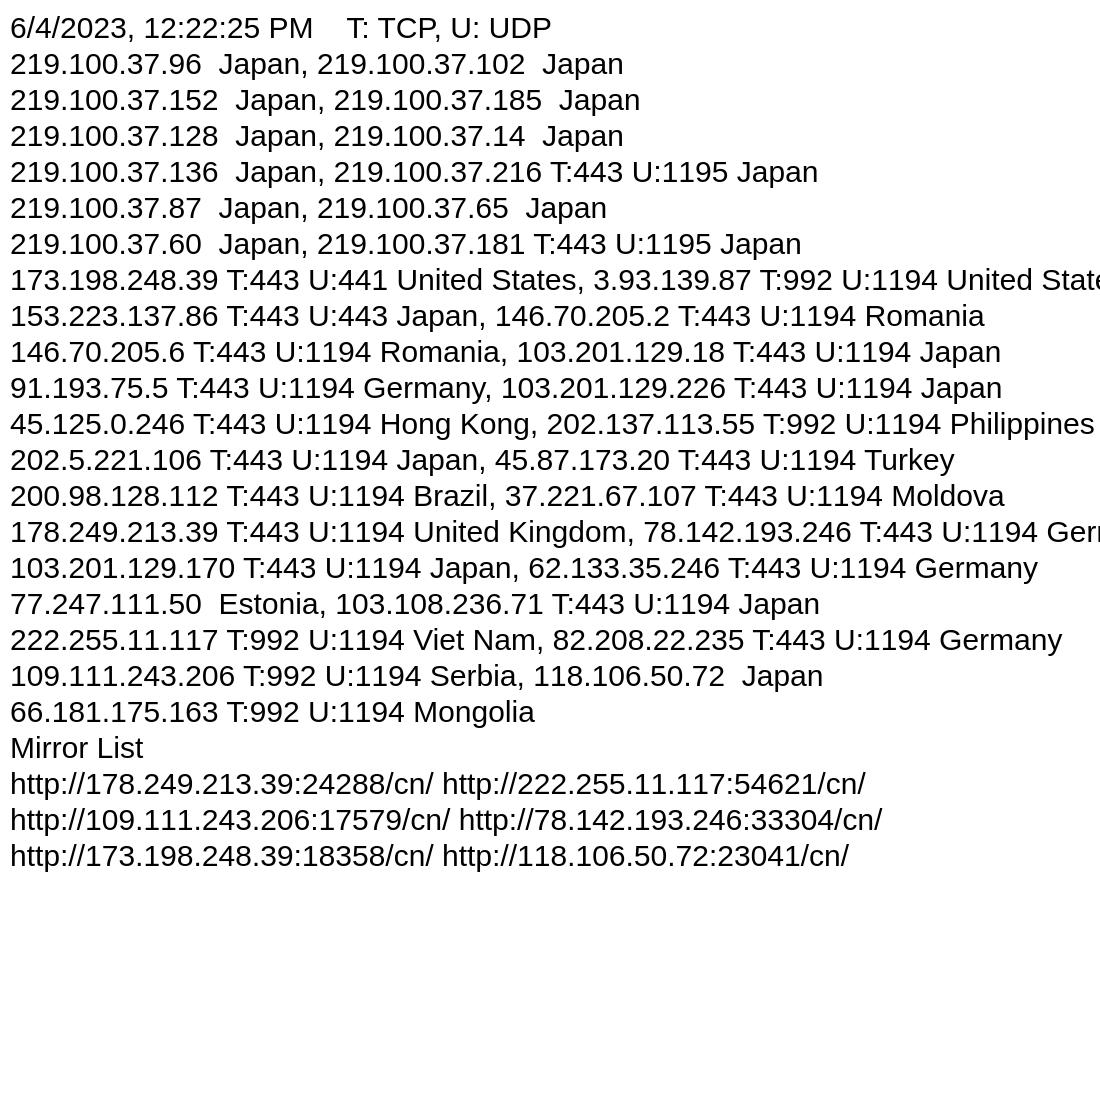 6/4/2023, 12:22:25 PM    T: TCP, U: UDP
219.100.37.96  Japan, 219.100.37.102  Japan
219.100.37.152  Japan, 219.100.37.185  Japan
219.100.37.128  Japan, 219.100.37.14  Japan
219.100.37.136  Japan, 219.100.37.216 T:443 U:1195 Japan
219.100.37.87  Japan, 219.100.37.65  Japan
219.100.37.60  Japan, 219.100.37.181 T:443 U:1195 Japan
173.198.248.39 T:443 U:441 United States, 3.93.139.87 T:992 U:1194 United State
153.223.137.86 T:443 U:443 Japan, 146.70.205.2 T:443 U:1194 Romania
146.70.205.6 T:443 U:1194 Romania, 103.201.129.18 T:443 U:1194 Japan
91.193.75.5 T:443 U:1194 Germany, 103.201.129.226 T:443 U:1194 Japan
45.125.0.246 T:443 U:1194 Hong Kong, 202.137.113.55 T:992 U:1194 Philippines
202.5.221.106 T:443 U:1194 Japan, 45.87.173.20 T:443 U:1194 Turkey
200.98.128.112 T:443 U:1194 Brazil, 37.221.67.107 T:443 U:1194 Moldova
178.249.213.39 T:443 U:1194 United Kingdom, 78.142.193.246 T:443 U:1194 Ger
103.201.129.170 T:443 U:1194 Japan, 62.133.35.246 T:443 U:1194 Germany
77.247.111.50  Estonia, 103.108.236.71 T:443 U:1194 Japan
222.255.11.117 T:992 U:1194 Viet Nam, 82.208.22.235 T:443 U:1194 Germany
109.111.243.206 T:992 U:1194 Serbia, 118.106.50.72  Japan
66.181.175.163 T:992 U:1194 Mongolia
Mirror List
http://178.249.213.39:24288/cn/ http://222.255.11.117:54621/cn/
http://109.111.243.206:17579/cn/ http://78.142.193.246:33304/cn/
http://173.198.248.39:18358/cn/ http://118.106.50.72:23041/cn/